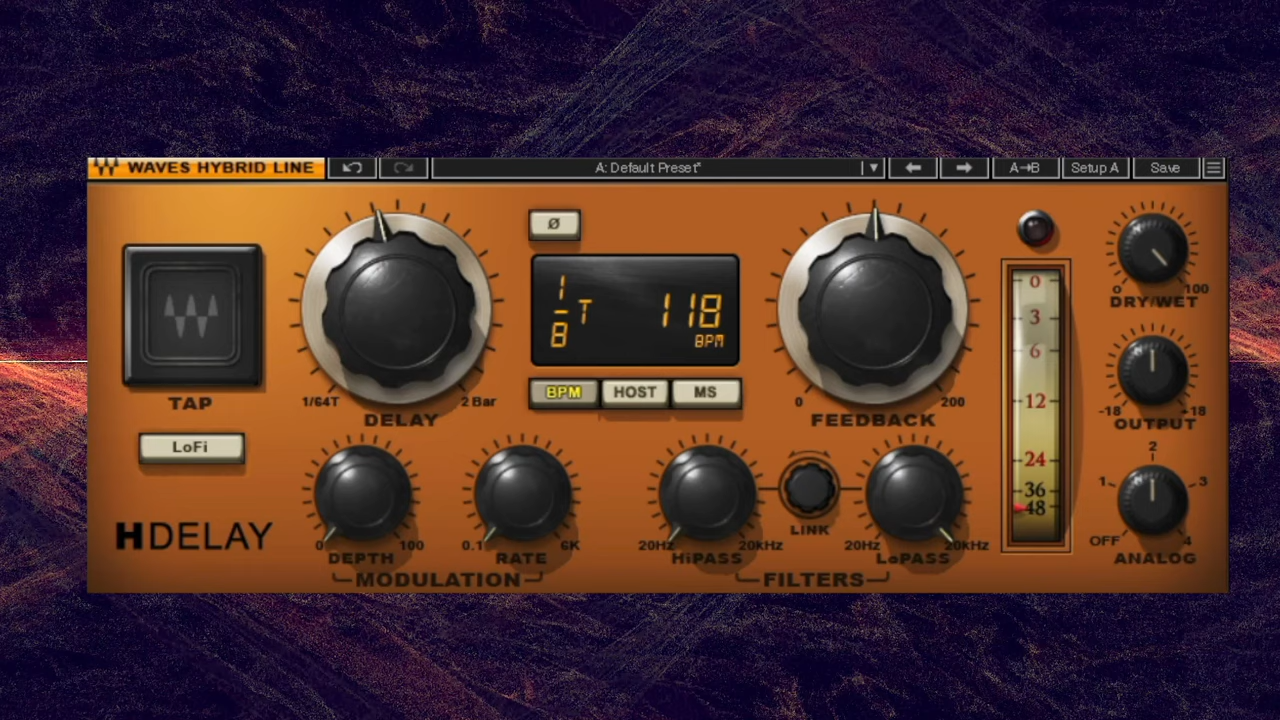 WAVES HYBRID LINE
A: Default Preset*
A→B
Setup A
Save
Ø
1/8 T 118 BPM
TAP
LoFi
1/64T 2 Bar
DELAY
BPM HOST MS
0 200
FEEDBACK
0
3
6
12
24
36
48
0 100
DRY/WET
-18 +18
OUTPUT
2
1 3
OFF 4
ANALOG
H DELAY
0 100
DEPTH
0.1 6K
RATE
MODULATION
20Hz 20kHz
HiPASS
LINK
20Hz 20kHz
LoPASS
FILTERS